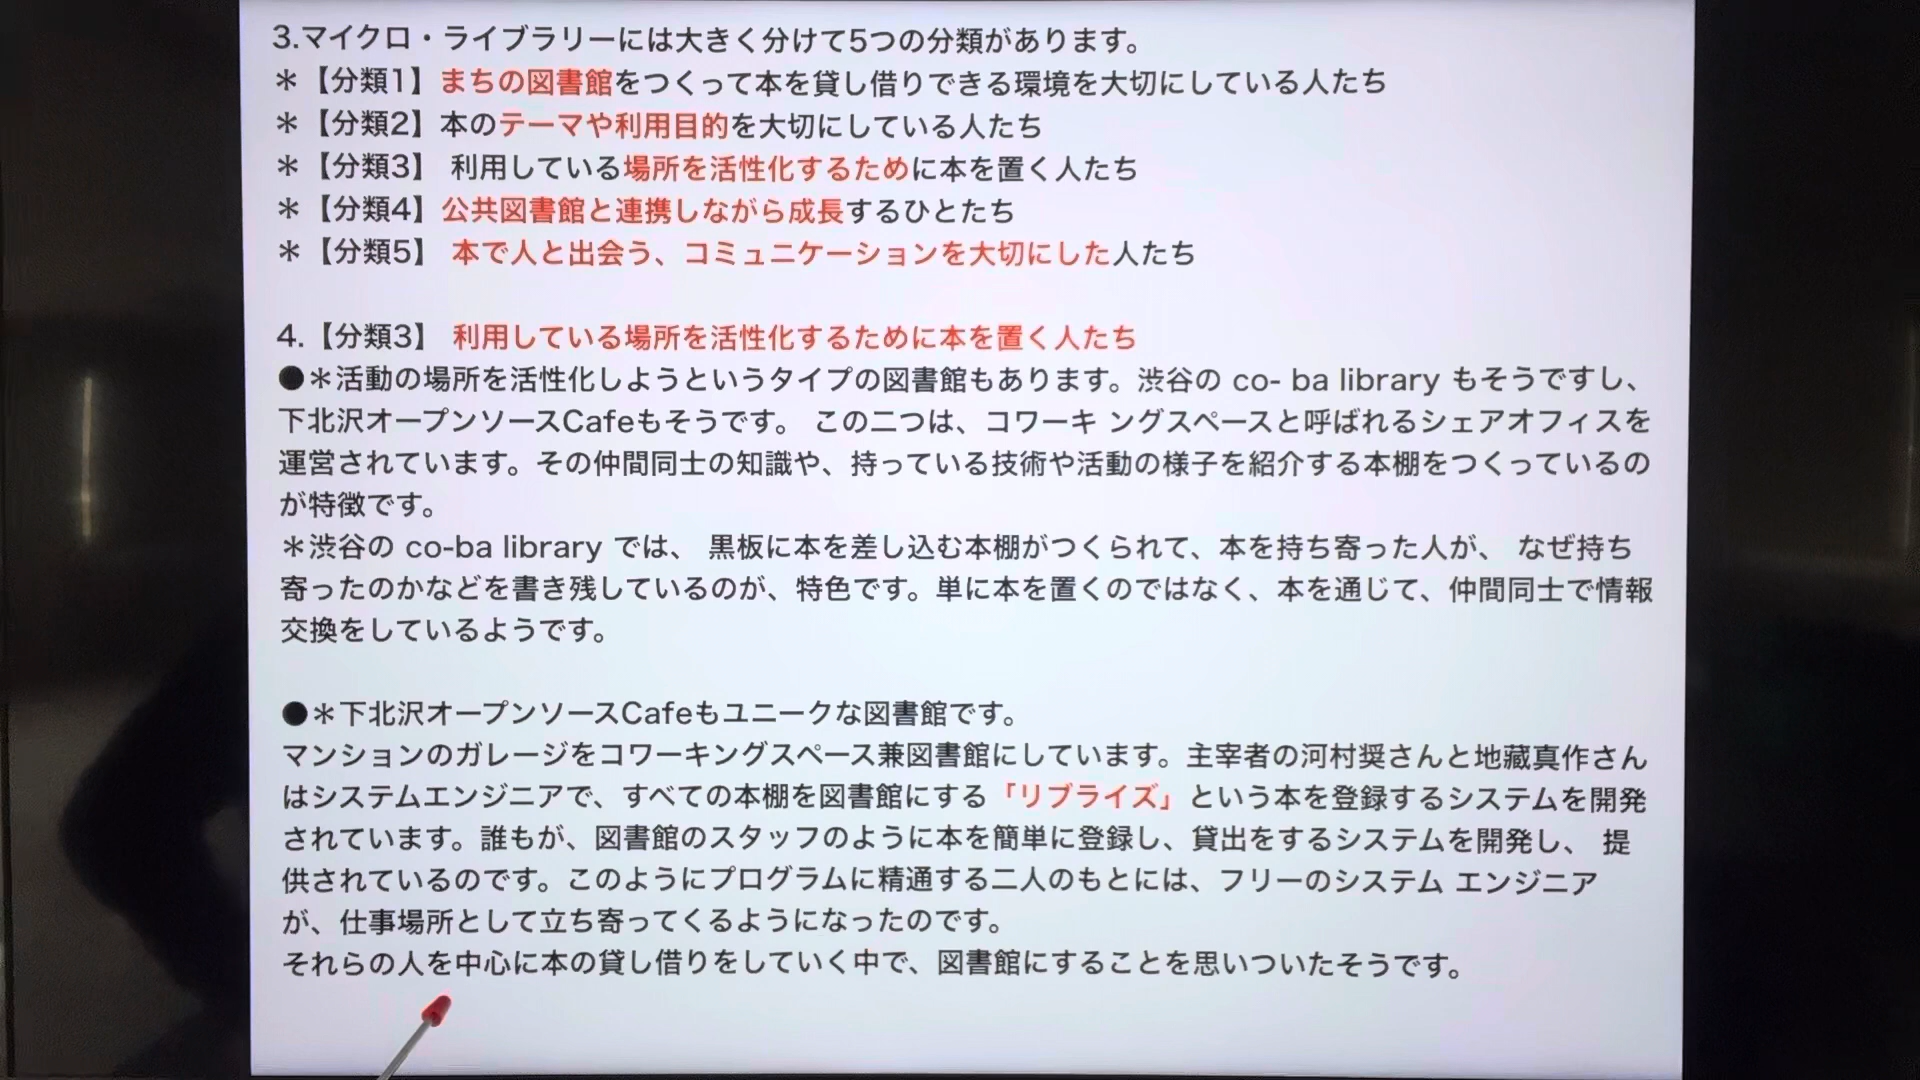 3.マイクロ・ライブラリーには大きく分けて5つの分類があります。
＊【分類1】まちの図書館をつくって本を貸し借りできる環境を大切にしている人たち
＊【分類2】本のテーマや利用目的を大切にしている人たち
＊【分類3】 利用している場所を活性化するために本を置く人たち
＊【分類4】公共図書館と連携しながら成長するひとたち
＊【分類5】 本で人と出会う、コミュニケーションを大切にした人たち
4.【分類3】 利用している場所を活性化するために本を置く人たち
●＊活動の場所を活性化しようというタイプの図書館もあります。渋谷の co- ba library もそうですし、
下北沢オープンソースCafeもそうです。 この二つは、コワーキ ングスペースと呼ばれるシェアオフィスを
運営されています。その仲間同士の知識や、持っている技術や活動の様子を紹介する本棚をつくっているの
が特徴です。
＊渋谷の co-ba library では、 黒板に本を差し込む本棚がつくられて、本を持ち寄った人が、 なぜ持ち
寄ったのかなどを書き残しているのが、特色です。単に本を置くのではなく、本を通じて、仲間同士で情報
交換をしているようです。
●＊下北沢オープンソースCafeもユニークな図書館です。
マンションのガレージをコワーキングスペース兼図書館にしています。主宰者の河村奨さんと地藏真作さん
はシステムエンジニアで、すべての本棚を図書館にする「リブライズ」という本を登録するシステムを開発
されています。誰もが、図書館のスタッフのように本を簡単に登録し、貸出をするシステムを開発し、 提
供されているのです。このようにプログラムに精通する二人のもとには、フリーのシステム エンジニア
が、仕事場所として立ち寄ってくるようになったのです。
それらの人を中心に本の貸し借りをしていく中で、図書館にすることを思いついたそうです。